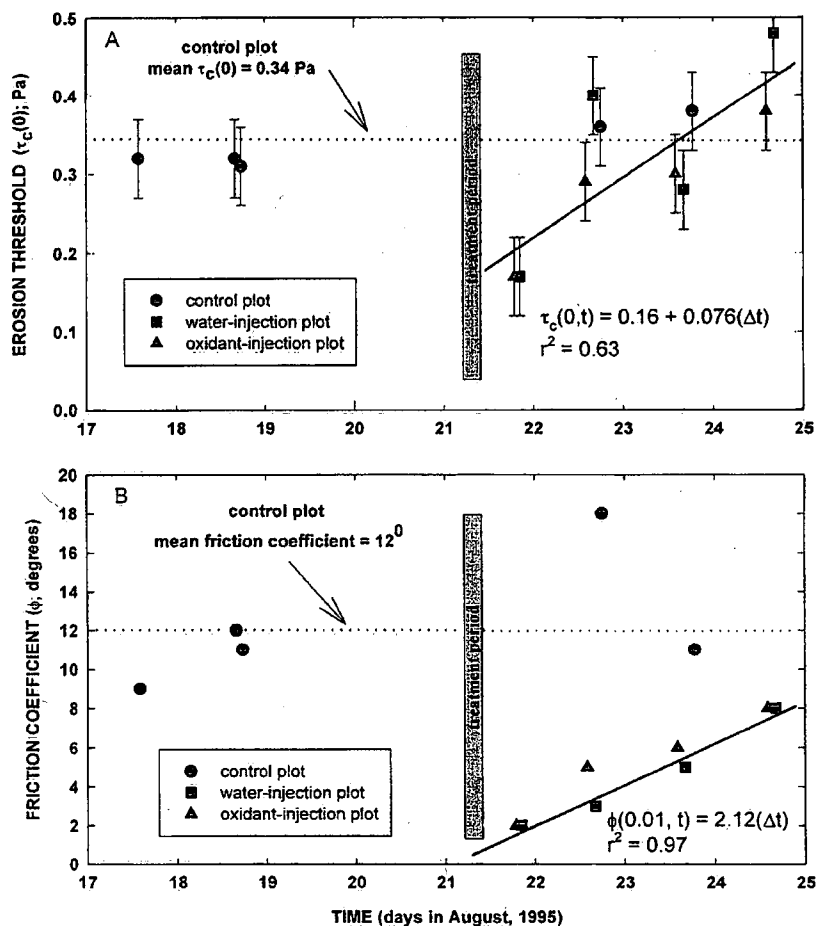 A
control plot
mean τc(0) = 0.34 Pa
EROSION THRESHOLD (τc(0); Pa)
0.5
0.4
0.3
0.2
0.1
0.0
treatment period
control plot
water-injection plot
oxidant-injection plot
τc(0,t) = 0.16 + 0.076(Δt)
r² = 0.63
17 18 19 20 21 22 23 24 25
B
control plot
mean friction coefficient = 12⁰
FRICTION COEFFICIENT (ϕ; degrees)
20
18
16
14
12
10
8
6
4
2
0
treatment period
control plot
water-injection plot
oxidant-injection plot
ϕ(0.01, t) = 2.12(Δt)
r² = 0.97
17 18 19 20 21 22 23 24 25
TIME (days in August, 1995)